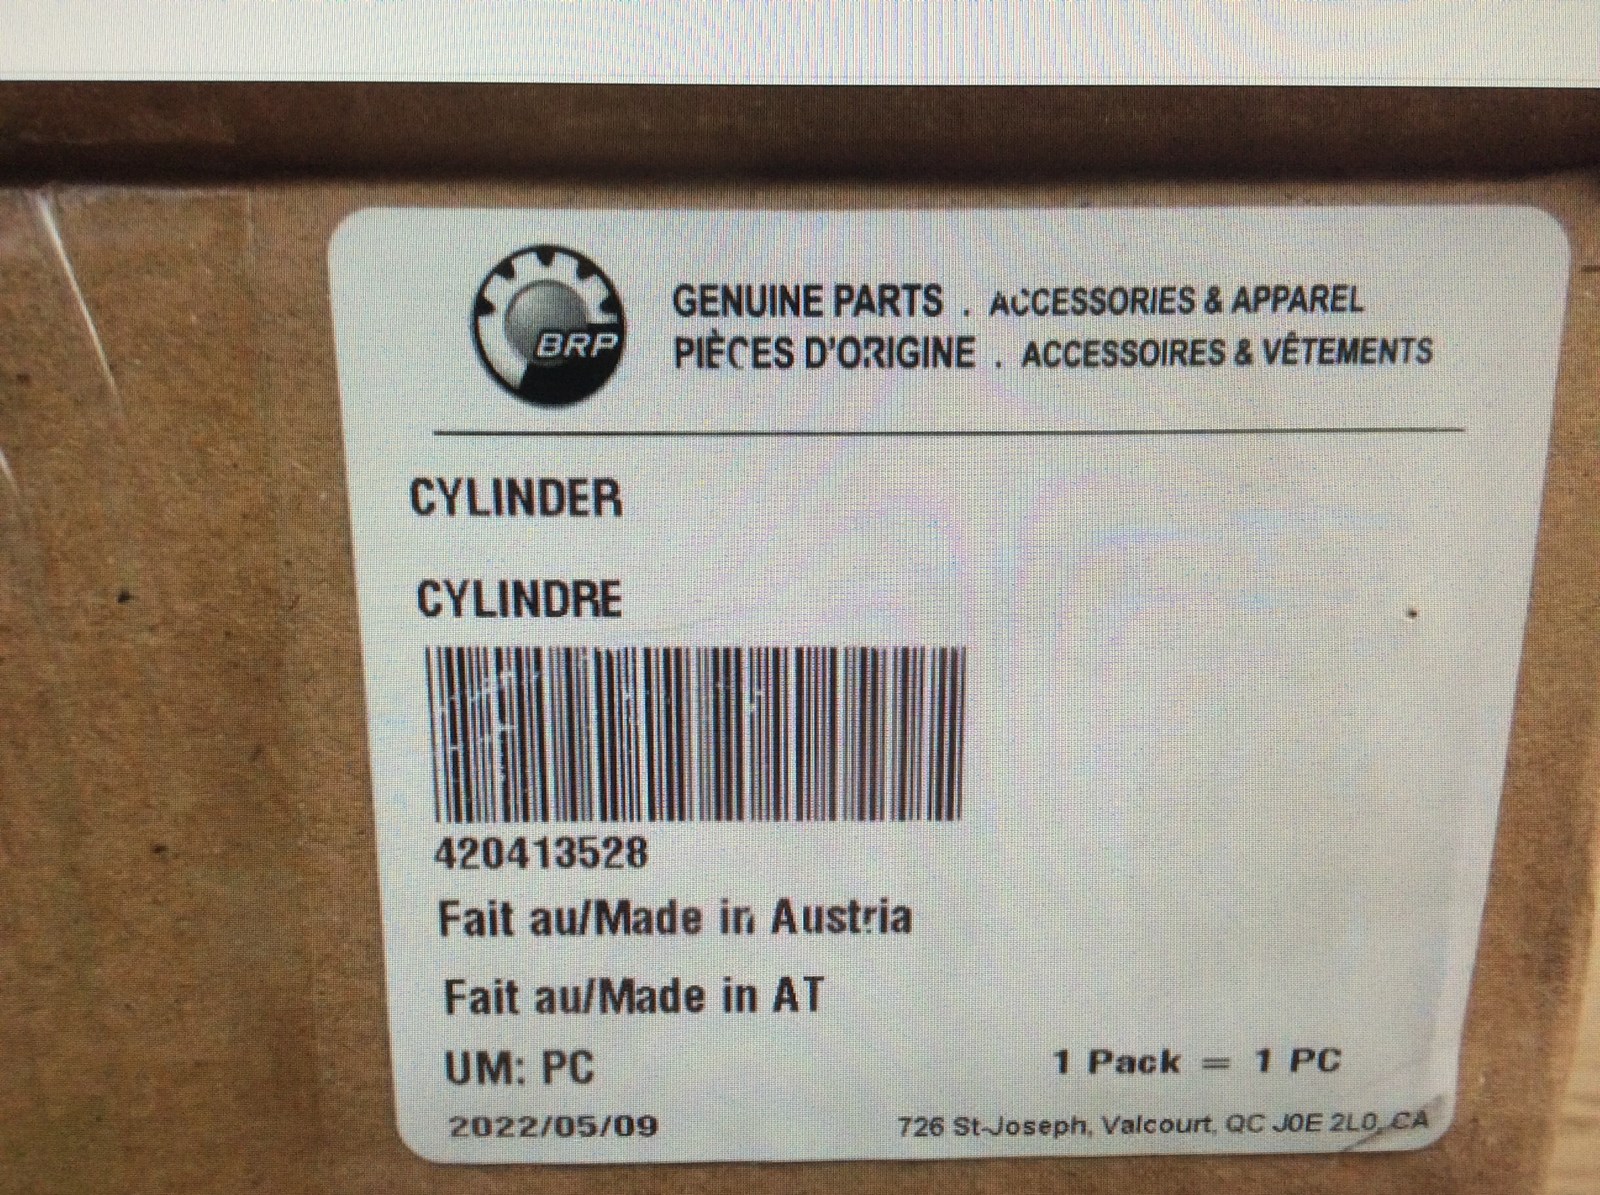 BRP
GENUINE PARTS . ACCESSORIES & APPAREL
PIÈCES D'ORIGINE . ACCESSOIRES & VÊTEMENTS
CYLINDER
CYLINDRE
420413528
Fait au/Made in Austria
Fait au/Made in AT
UM: PC
1 Pack = 1 PC
2022/05/09
726 St-Joseph, Valcourt, QC J0E 2L0, CA